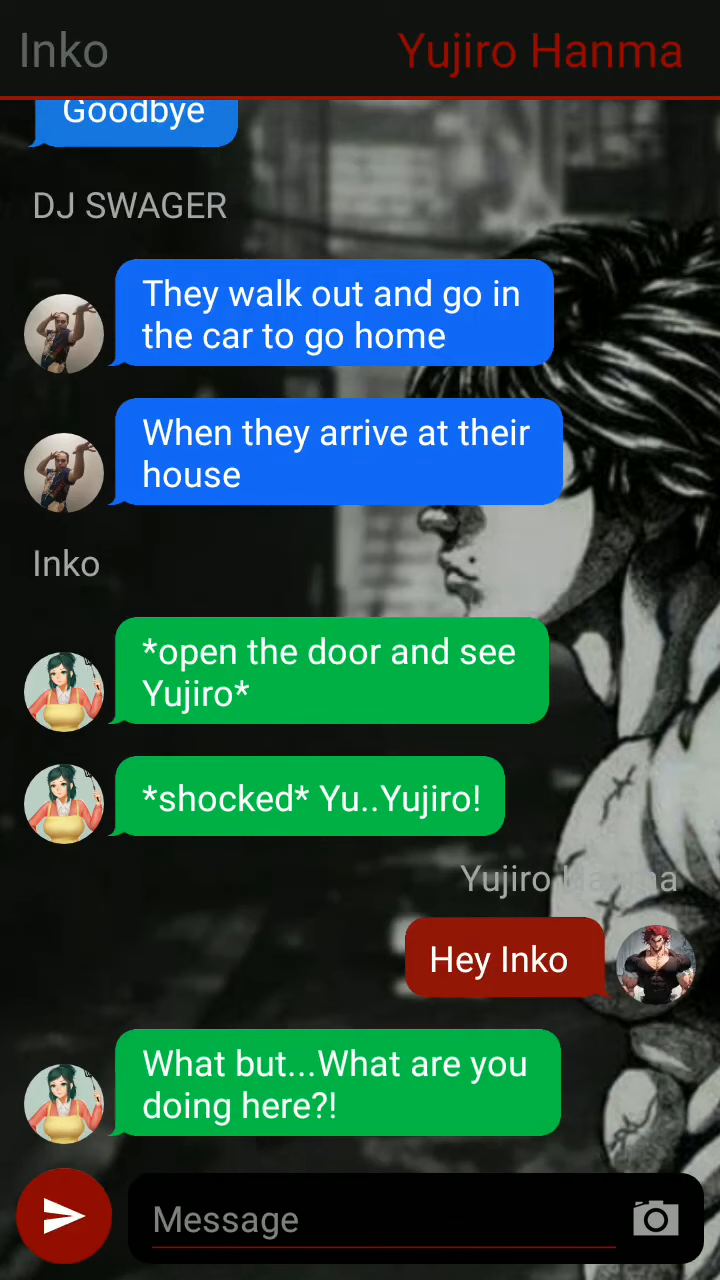 Inko
Yujiro Hanma
Goodbye
DJ SWAGER
They walk out and go in
the car to go home
When they arrive at their
house
Inko
*open the door and see
Yujiro*
*shocked* Yu..Yujiro!
Yujiro Hanma
Hey Inko
What but...What are you
doing here?!
Message